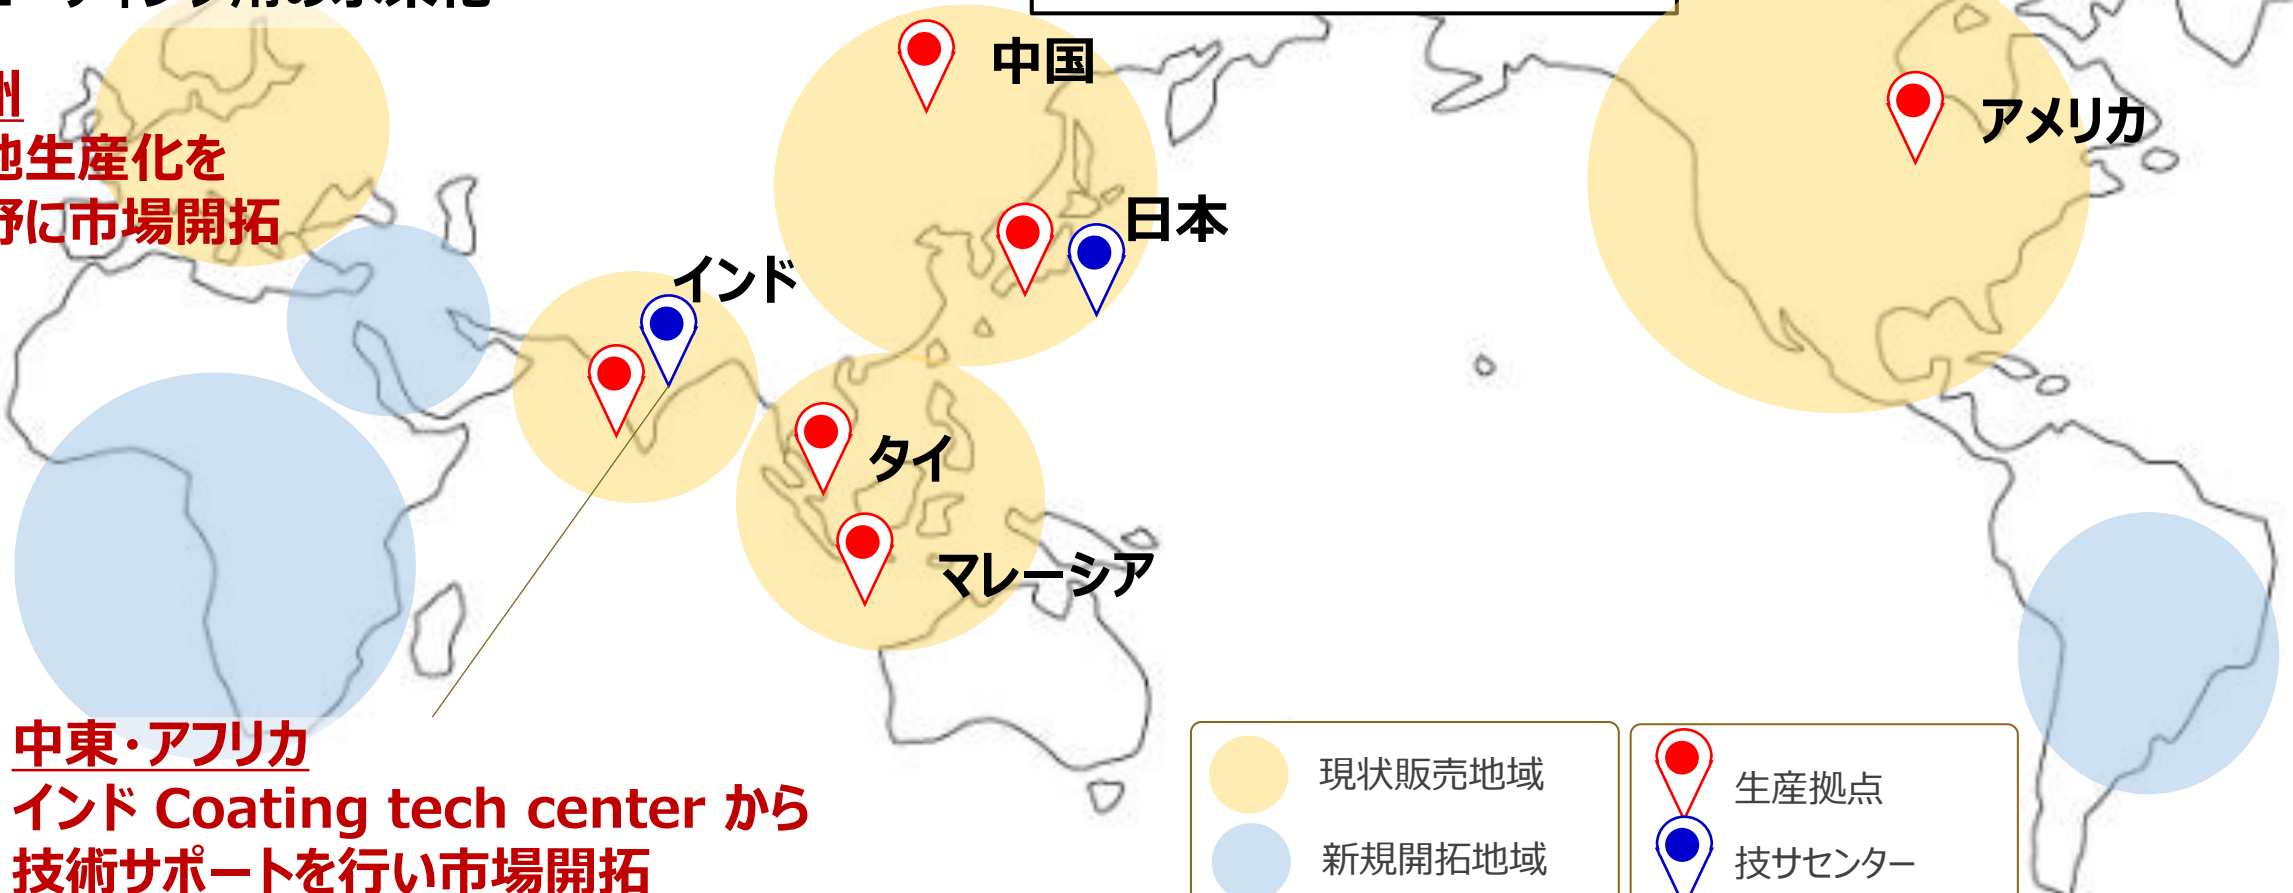 州
地生産化を
野に市場開拓
中国
アメリカ
日本
インド
タイ
マレーシア
中東・アフリカ
インド Coating tech center から
技術サポートを行い市場開拓
現状販売地域
新規開拓地域
生産拠点
技サセンター